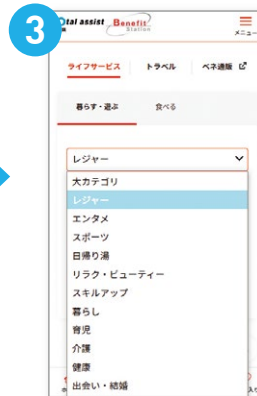 3
tal assist Benefit
Station
メニュー
ライフサービス トラベル ベネ通販
暮らす・遊ぶ 食べる
レジャー
大カテゴリ
レジャー
エンタメ
スポーツ
日帰り湯
リラク・ビューティー
スキルアップ
暮らし
育児
介護
健康
出会い・結婚